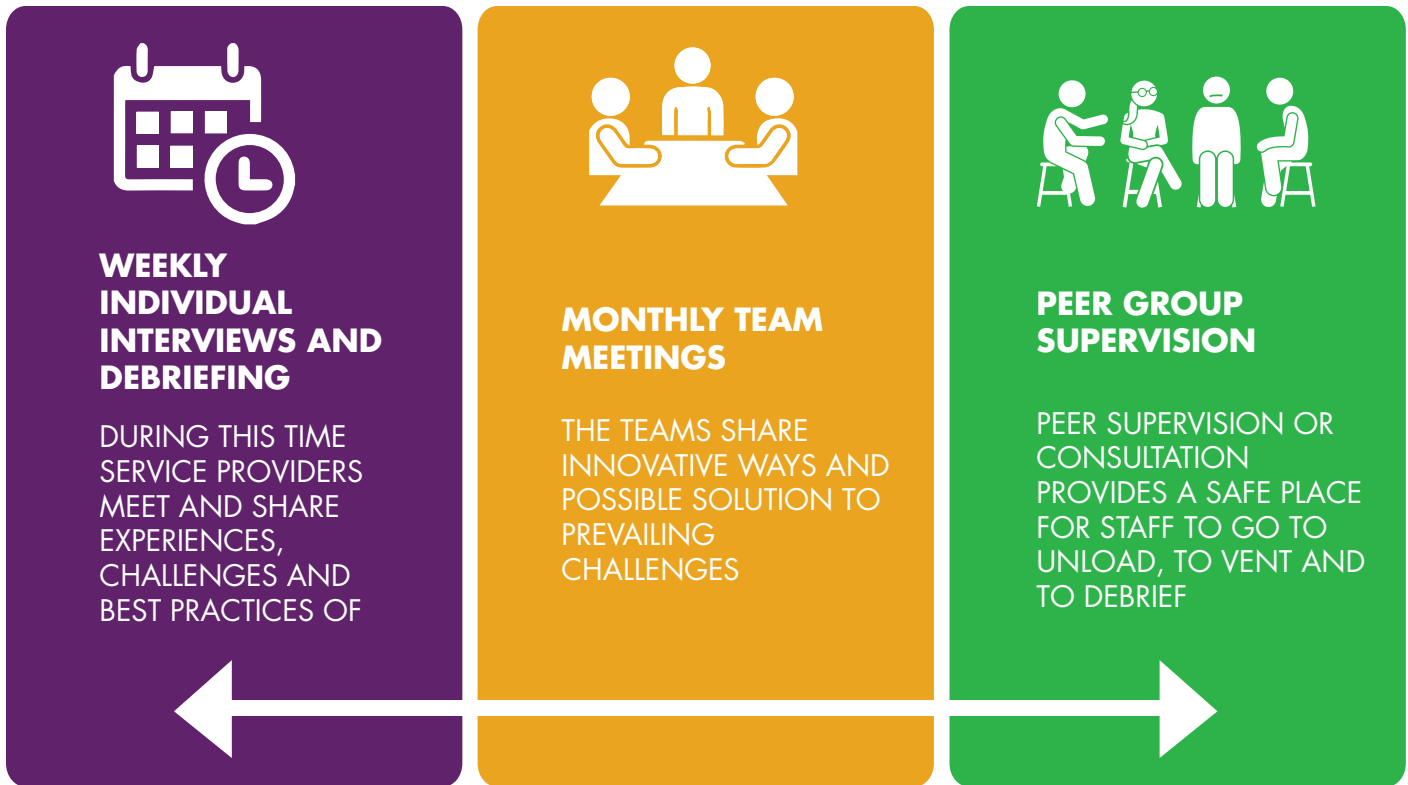 WEEKLY
INDIVIDUAL
INTERVIEWS AND
DEBRIEFING
DURING THIS TIME
SERVICE PROVIDERS
MEET AND SHARE
EXPERIENCES,
CHALLENGES AND
BEST PRACTICES OF
MONTHLY TEAM
MEETINGS
THE TEAMS SHARE
INNOVATIVE WAYS AND
POSSIBLE SOLUTION TO
PREVAILING
CHALLENGES
PEER GROUP
SUPERVISION
PEER SUPERVISION OR
CONSULTATION
PROVIDES A SAFE PLACE
FOR STAFF TO GO TO
UNLOAD, TO VENT AND
TO DEBRIEF